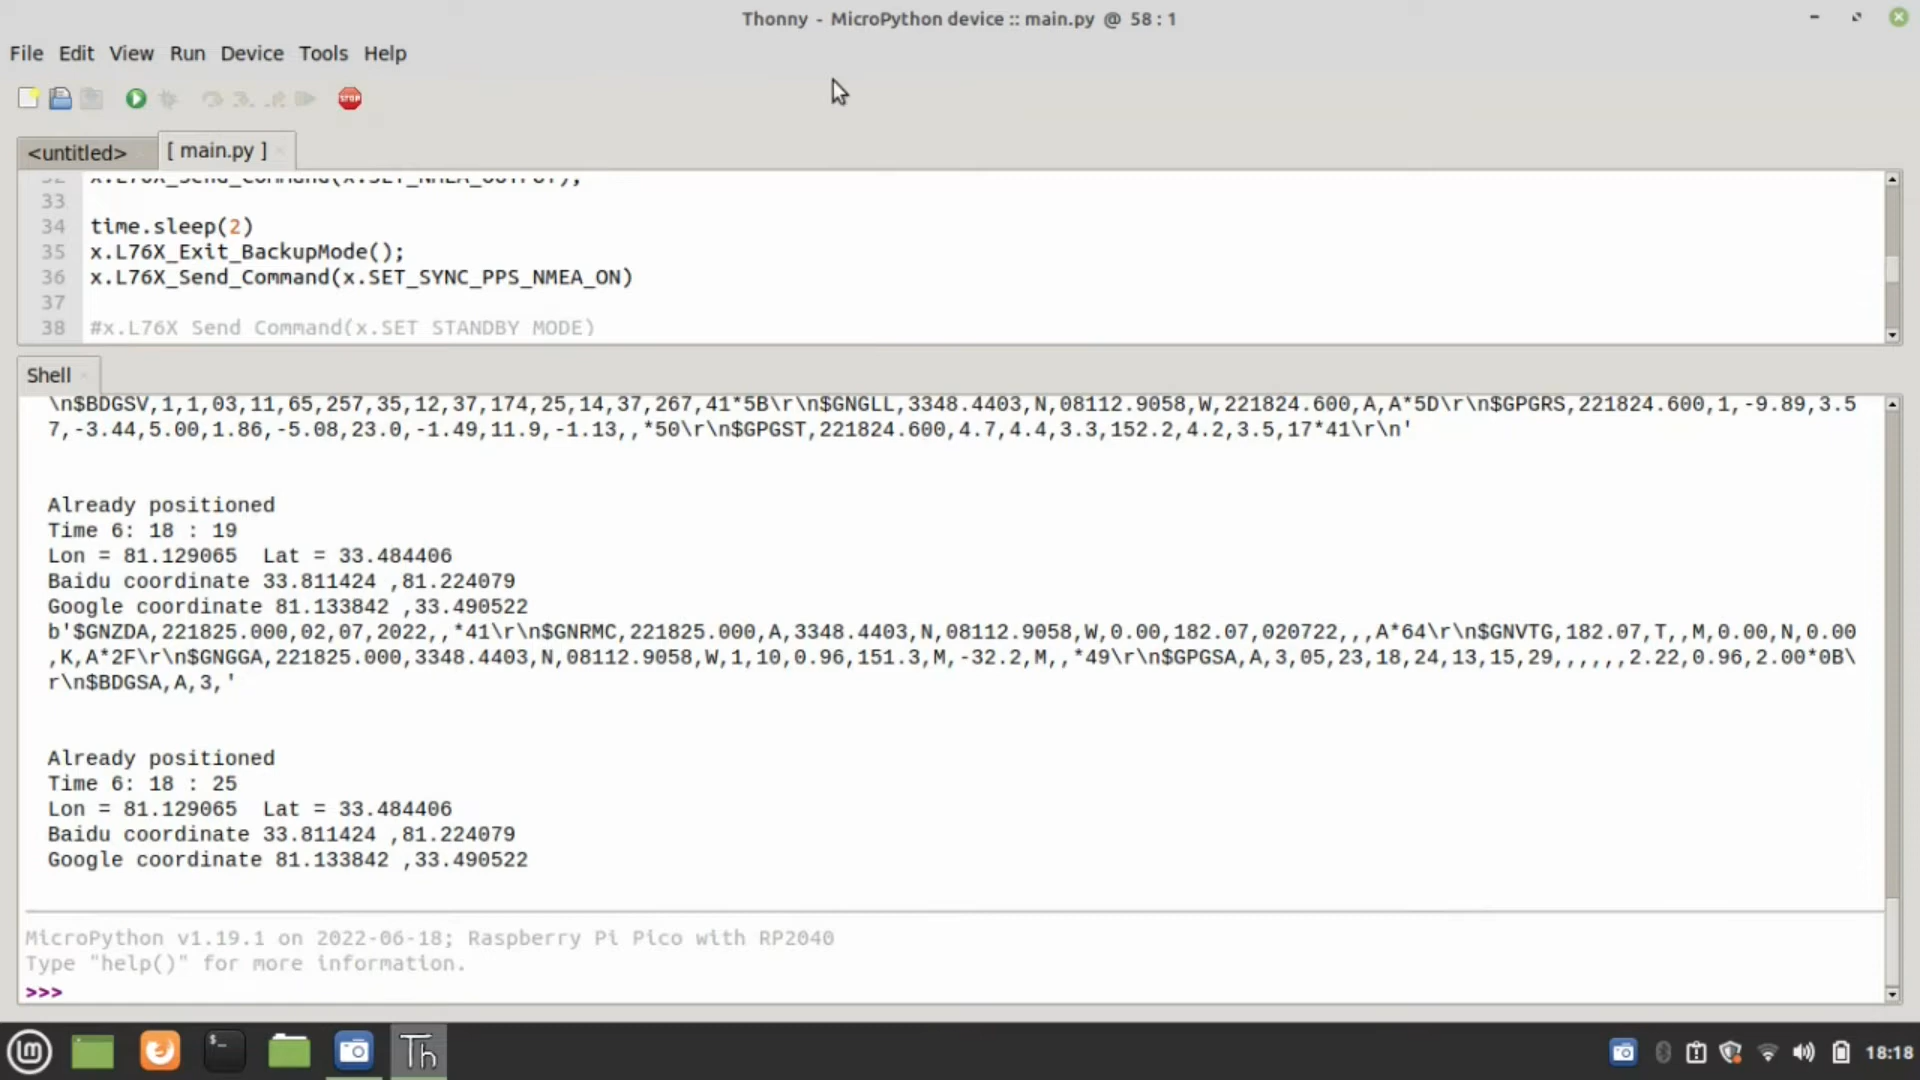 Thonny - MicroPython device :: main.py @ 58 : 1
File Edit View Run Device Tools Help
STOP
<untitled> [ main.py ]
32 x.L76X_Send_Command(x.SET_NMEA_OUTPUT);
33
34 time.sleep(2)
35 x.L76X_Exit_BackupMode();
36 x.L76X_Send_Command(x.SET_SYNC_PPS_NMEA_ON)
37
38 #x.L76X Send Command(x.SET STANDBY MODE)
Shell
\n$BDGSV,1,1,03,11,65,257,35,12,37,174,25,14,37,267,41*5B\r\n$GNGLL,3348.4403,N,08112.9058,W,221824.600,A,A*5D\r\n$GPGRS,221824.600,1,-9.89,3.5
7,-3.44,5.00,1.86,-5.08,23.0,-1.49,11.9,-1.13,,*50\r\n$GPGST,221824.600,4.7,4.4,3.3,152.2,4.2,3.5,17*41\r\n'
Already positioned
Time 6: 18 : 19
Lon = 81.129065  Lat = 33.484406
Baidu coordinate 33.811424 ,81.224079
Google coordinate 81.133842 ,33.490522
b'$GNZDA,221825.000,02,07,2022,,*41\r\n$GNRMC,221825.000,A,3348.4403,N,08112.9058,W,0.00,182.07,020722,,,A*64\r\n$GNVTG,182.07,T,,M,0.00,N,0.00
,K,A*2F\r\n$GNGGA,221825.000,3348.4403,N,08112.9058,W,1,10,0.96,151.3,M,-32.2,M,,*49\r\n$GPGSA,A,3,05,23,18,24,13,15,29,,,,,,2.22,0.96,2.00*0B\
r\n$BDGSA,A,3,'
Already positioned
Time 6: 18 : 25
Lon = 81.129065  Lat = 33.484406
Baidu coordinate 33.811424 ,81.224079
Google coordinate 81.133842 ,33.490522
MicroPython v1.19.1 on 2022-06-18; Raspberry Pi Pico with RP2040
Type "help()" for more information.
>>>
$_ Th 18:18